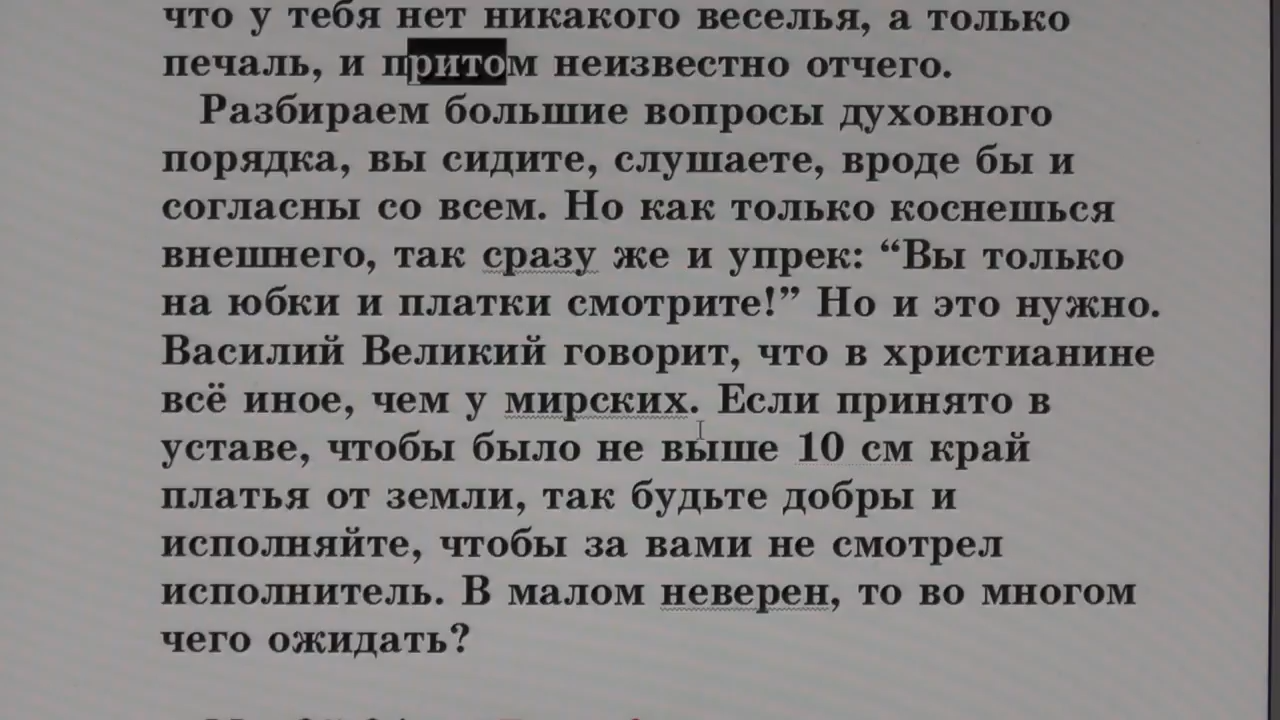 что у тебя нет никакого веселья, а только
печаль, и притом неизвестно отчего.
Разбираем большие вопросы духовного
порядка, вы сидите, слушаете, вроде бы и
согласны со всем. Но как только коснешься
внешнего, так сразу же и упрек: “Вы только
на юбки и платки смотрите!” Но и это нужно.
Василий Великий говорит, что в христианине
всё иное, чем у мирских. Если принято в
уставе, чтобы было не выше 10 см край
платья от земли, так будьте добры и
исполняйте, чтобы за вами не смотрел
исполнитель. В малом неверен, то во многом
чего ожидать?